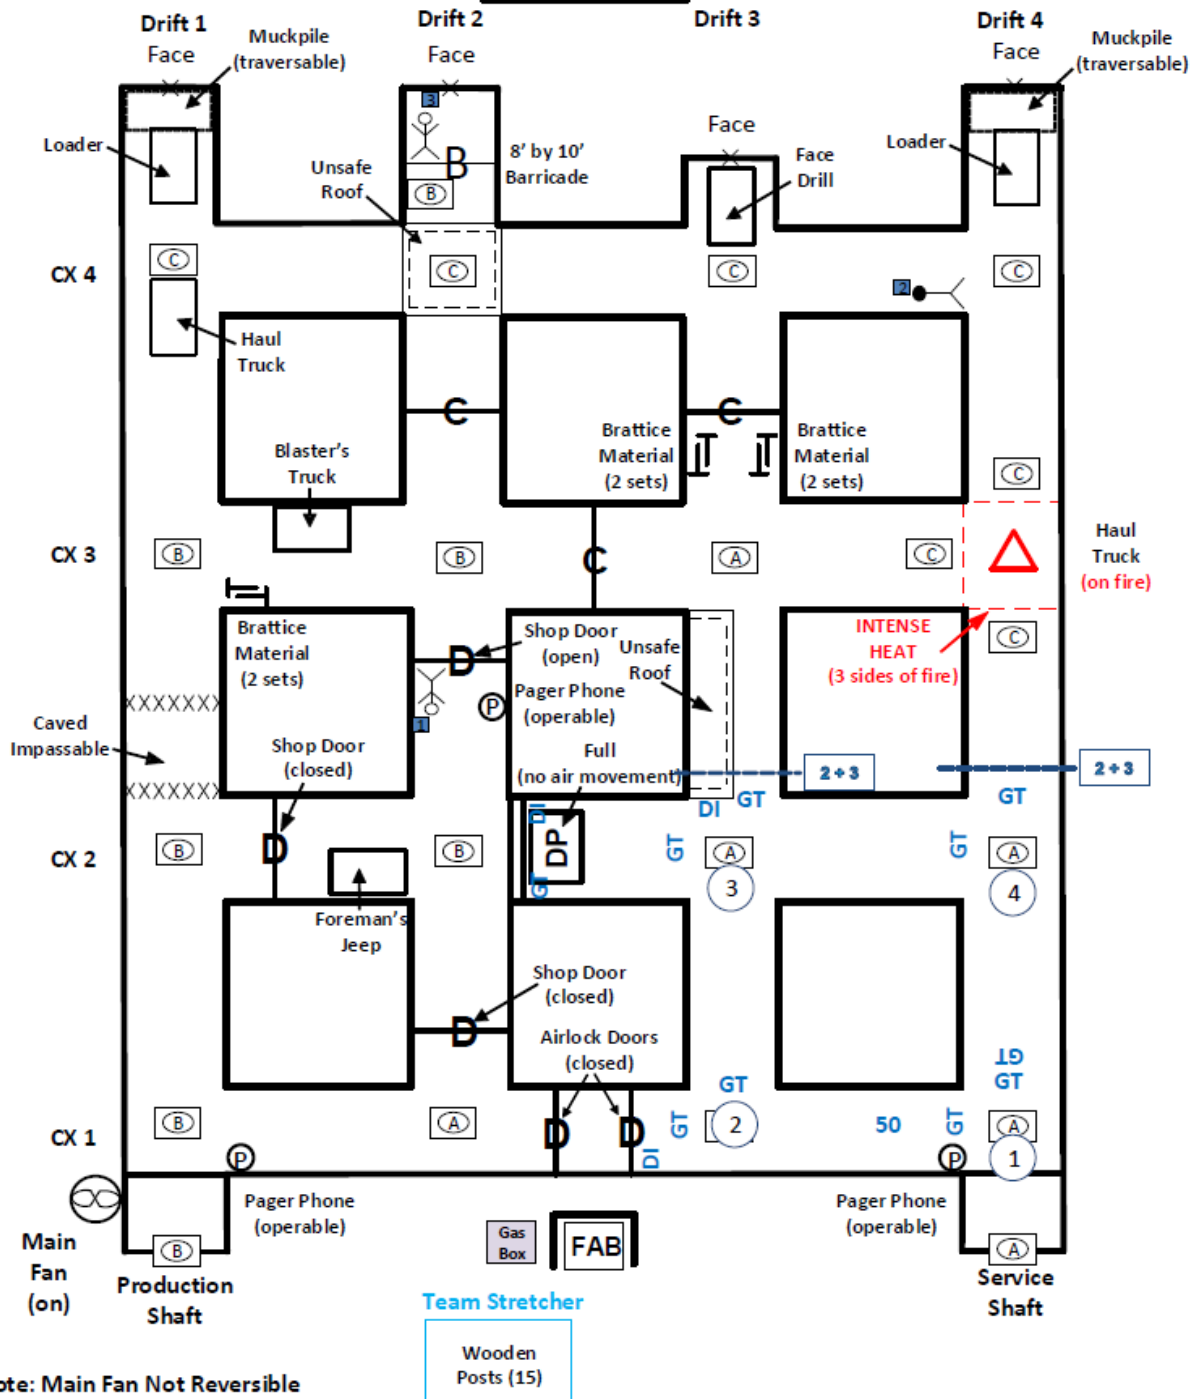 Drift 1
Drift 2
Drift 3
Drift 4
Face
Muckpile
(traversable)
Face
Face
Muckpile
(traversable)
3
Loader
Unsafe
Roof
B
8' by 10'
Barricade
Face
Face
Drill
Loader
B
CX 4
C
C
C
C
2
Haul
Truck
C
C
Brattice
Material
(2 sets)
Brattice
Material
(2 sets)
Blaster's
Truck
C
CX 3
B
B
C
A
C
Haul
Truck
(on fire)
Brattice
Material
(2 sets)
D
Shop Door
(open)
Unsafe
Roof
INTENSE
HEAT
(3 sides of fire)
C
P
Pager Phone
(operable)
1
Caved
Impassable
Shop Door
(closed)
Full
(no air movement)
2 + 3
2 + 3
DI
DI
GT
GT
CX 2
B
D
B
DP
GT
A
GT
A
GT
3
4
Foreman's
Jeep
Shop Door
(closed)
D
Airlock Doors
(closed)
GT
GT
GT
CX 1
B
A
D
D
DI
GT
2
50
GT
A
1
P
P
Pager Phone
(operable)
Pager Phone
(operable)
Main
Fan
(on)
B
Gas
Box
FAB
A
Production
Shaft
Service
Shaft
Team Stretcher
Wooden
Posts (15)
ote: Main Fan Not Reversible